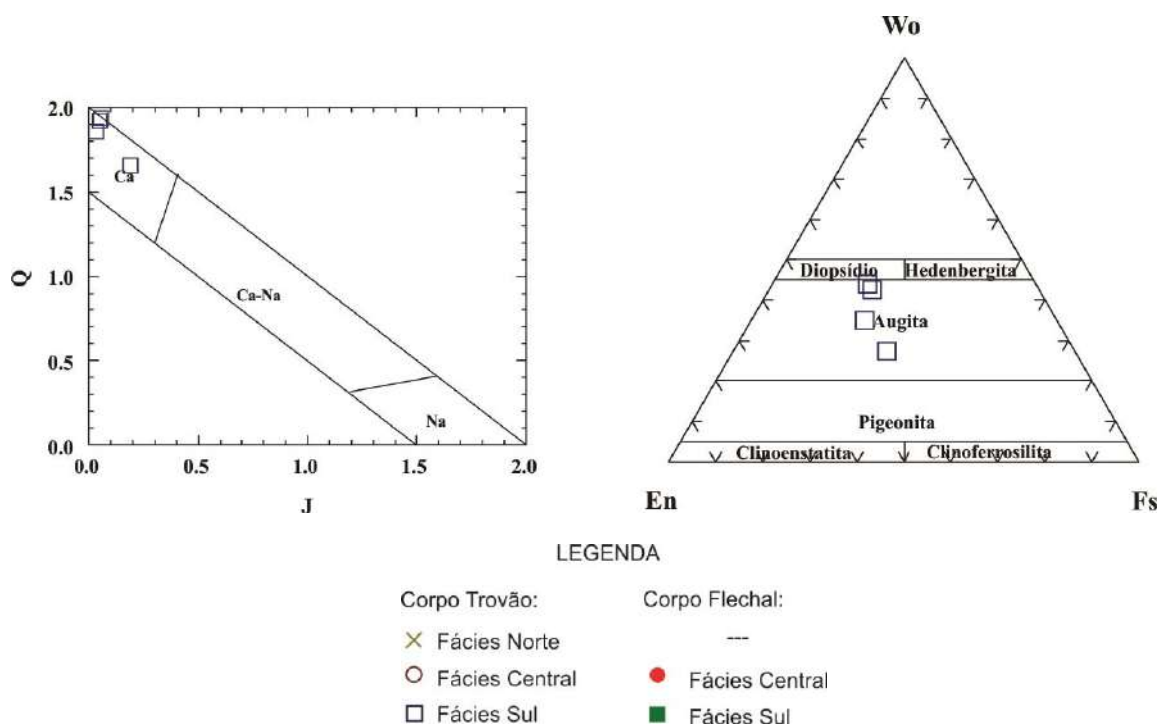 Wo
2.0
Ca
1.5
Diopsídio Hedenbergita
Q
1.0
Ca-Na
Augita
0.5
Na
Pigeonita
0.0
Clinoenstatita Clinoferrosilita
0.0 0.5 1.0 1.5 2.0
J
En Fs
LEGENDA
Corpo Trovão: Corpo Flechal:
Fácies Norte ---
Fácies Central Fácies Central
Fácies Sul Fácies Sul